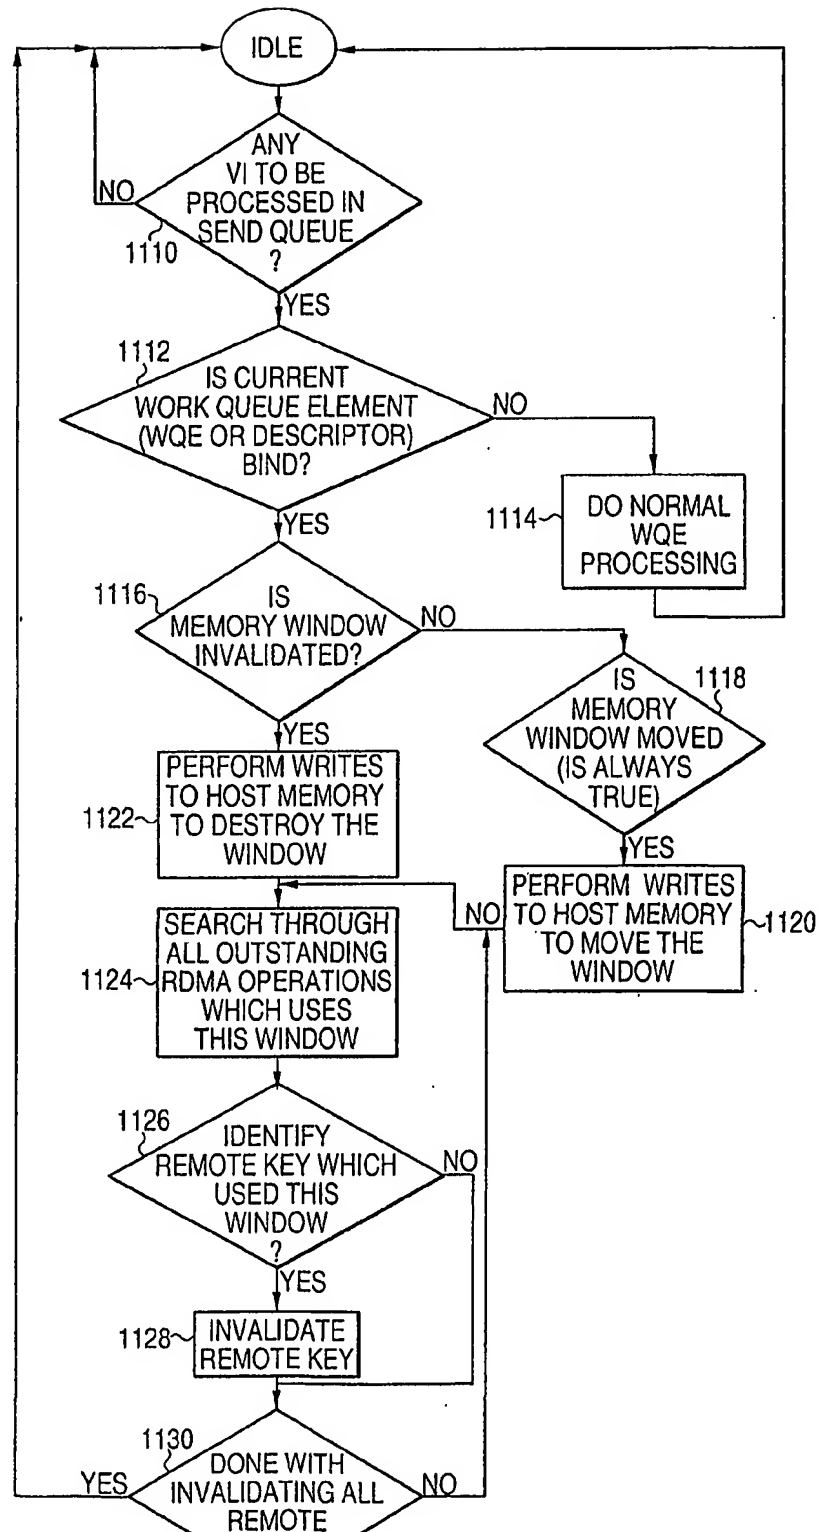 IDLE
ANY
VI TO BE
PROCESSED IN
SEND QUEUE
?
NO
1110
YES
1112
IS CURRENT
WORK QUEUE ELEMENT
(WQE OR DESCRIPTOR)
BIND?
NO
YES
1114
DO NORMAL
WQE
PROCESSING
1116
IS
MEMORY WINDOW
INVALIDATED?
NO
YES
1118
IS
MEMORY
WINDOW MOVED
(IS ALWAYS
TRUE)
YES
1122
PERFORM WRITES
TO HOST MEMORY
TO DESTROY THE
WINDOW
PERFORM WRITES
TO HOST MEMORY
TO MOVE THE
WINDOW
1120
NO
1124
SEARCH THROUGH
ALL OUTSTANDING
RDMA OPERATIONS
WHICH USES
THIS WINDOW
1126
IDENTIFY
REMOTE KEY WHICH
USED THIS
WINDOW
?
NO
YES
1128
INVALIDATE
REMOTE KEY
1130
DONE WITH
INVALIDATING ALL
REMOTE
YES
NO